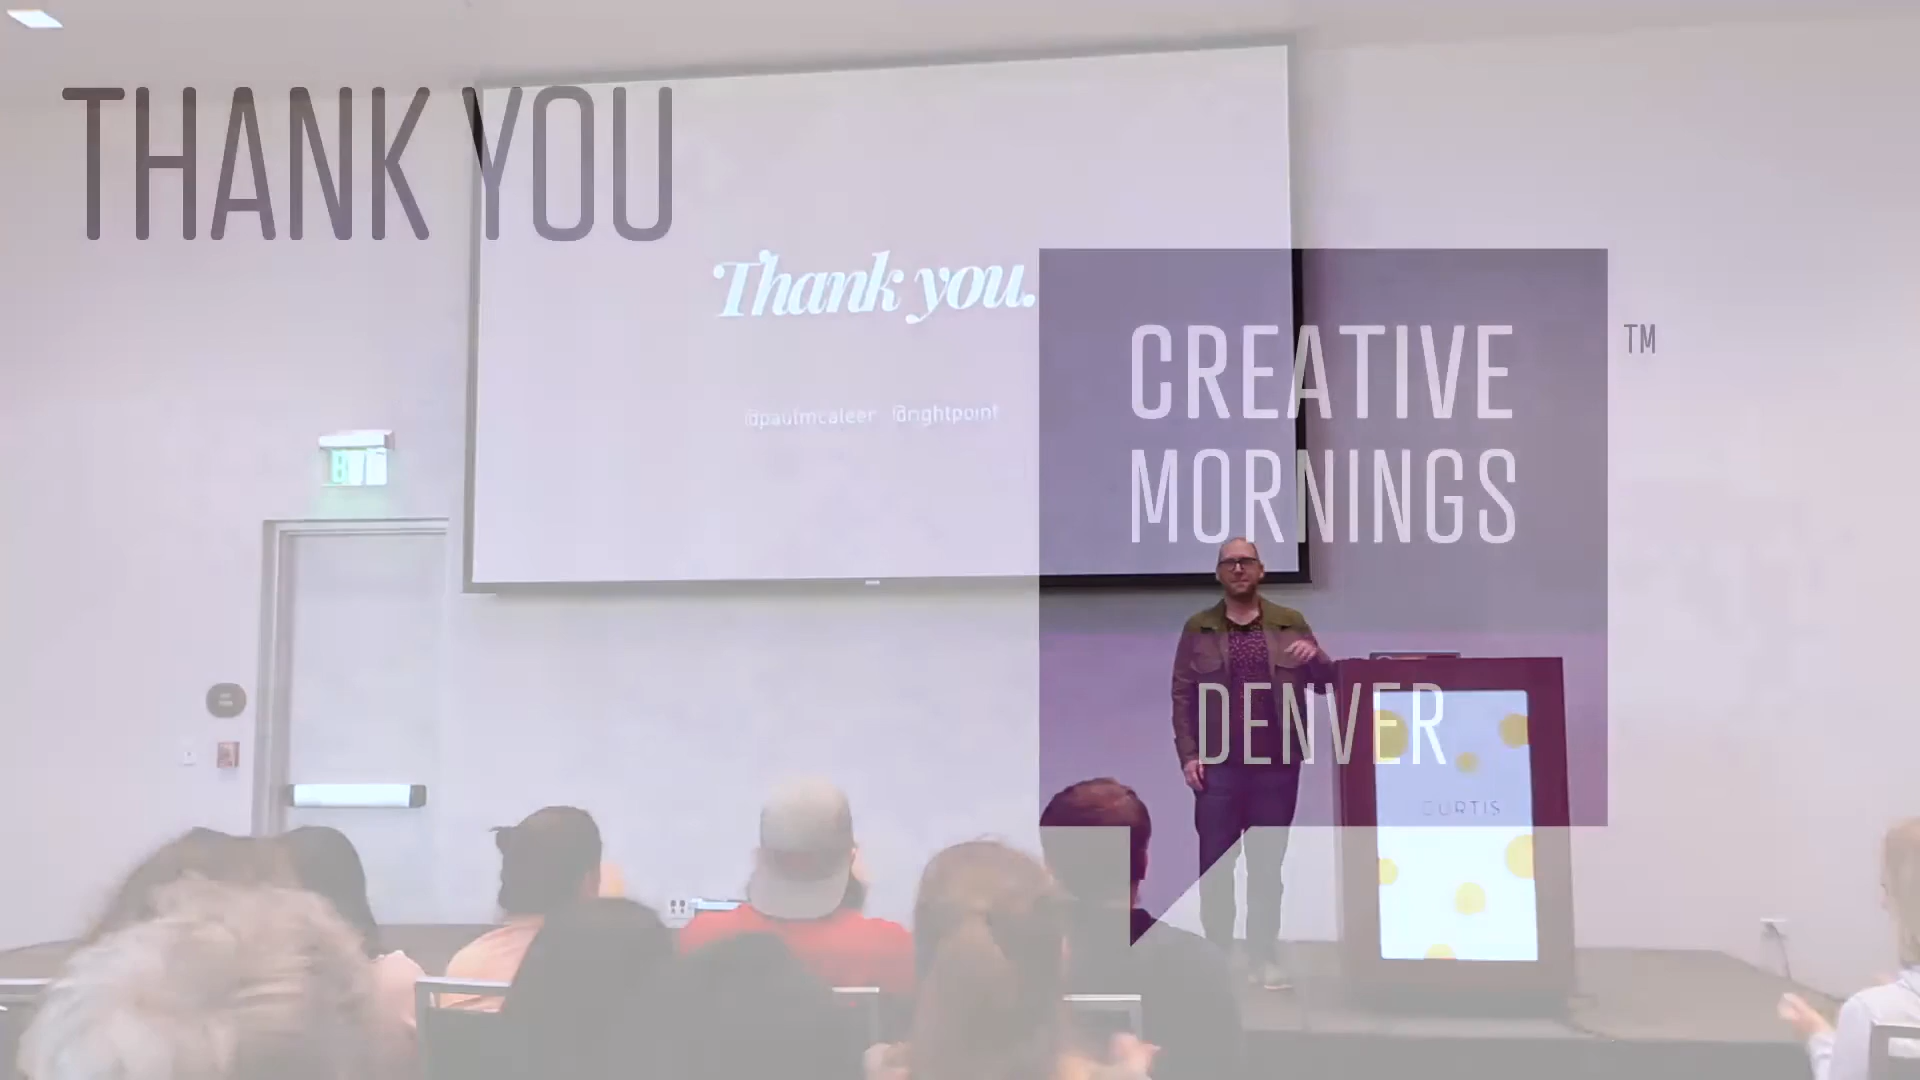 THANK YOU
Thank you.
@paulmcaleer @rightpoint
CREATIVE
MORNINGS
TM
DENVER
CURTIS